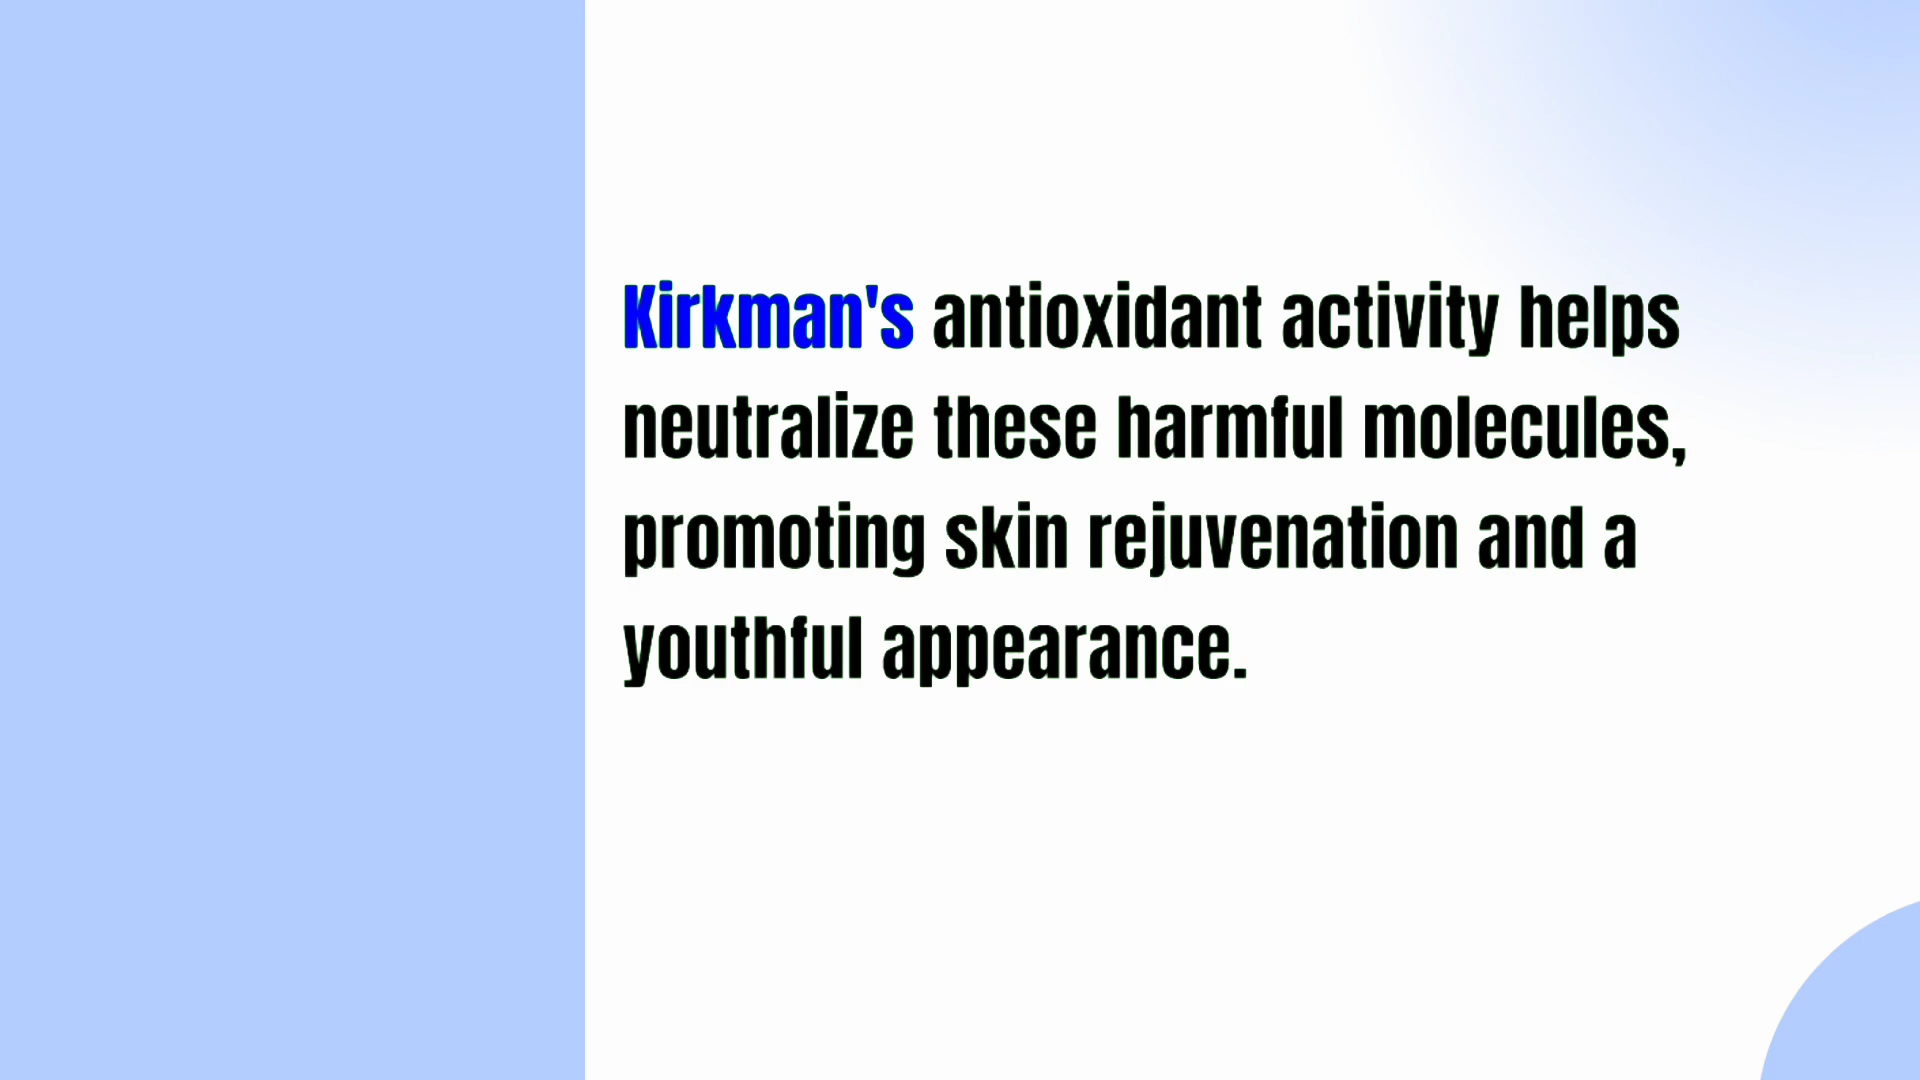 Kirkman's antioxidant activity helps
neutralize these harmful molecules,
promoting skin rejuvenation and a
youthful appearance.